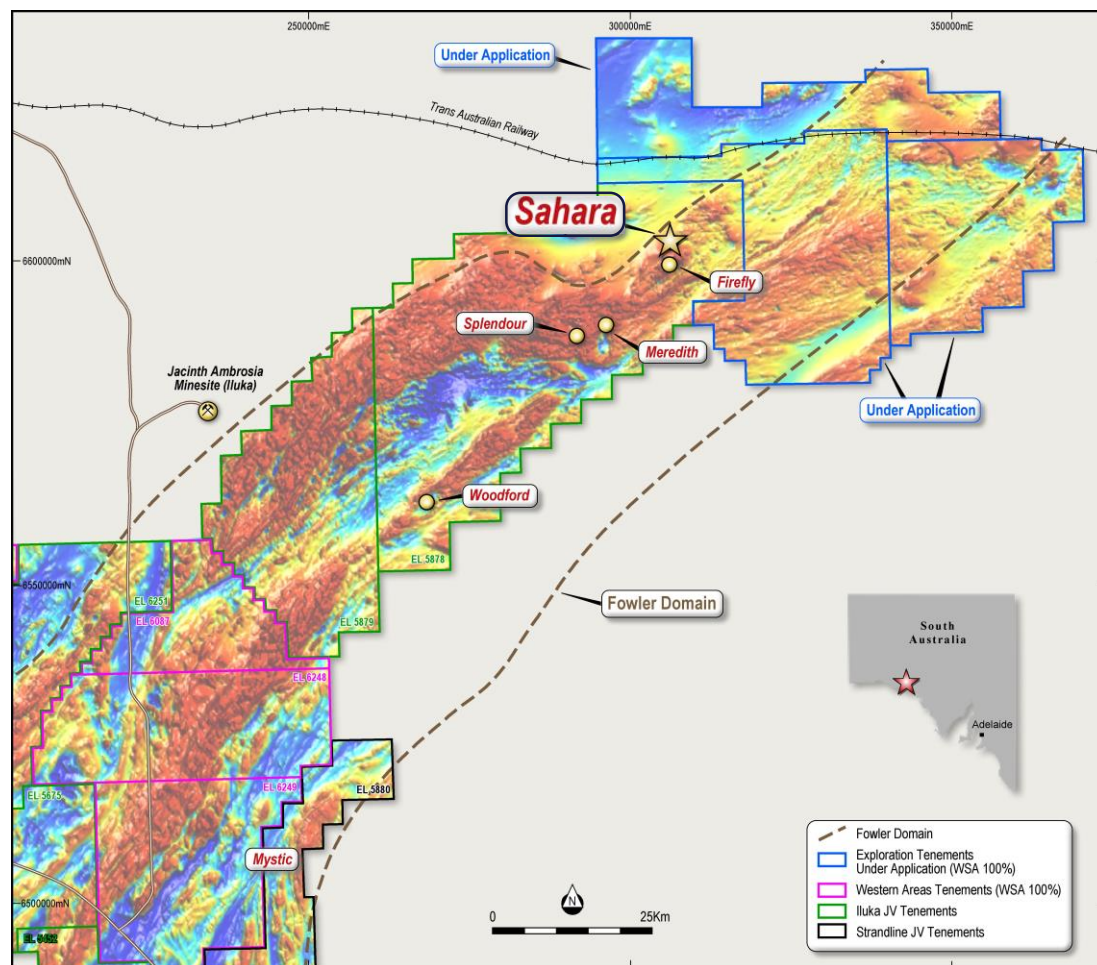 250000mE
300000mE
350000mE
Under Application
Trans Australian Railway
Sahara
6600000mN
Firefly
Splendour
Meredith
Jacinth Ambrosia
Minesite (Iluka)
Under Application
Woodford
EL 5878
6550000mN
EL 6251
EL 6087
EL 5879
Fowler Domain
South
Australia
EL 6248
Adelaide
EL 5675
EL 6249
EL 5880
Mystic
Fowler Domain
Exploration Tenements
Under Application (WSA 100%)
Western Areas Tenements (WSA 100%)
Iluka JV Tenements
Strandline JV Tenements
6500000mN
N
0
25Km